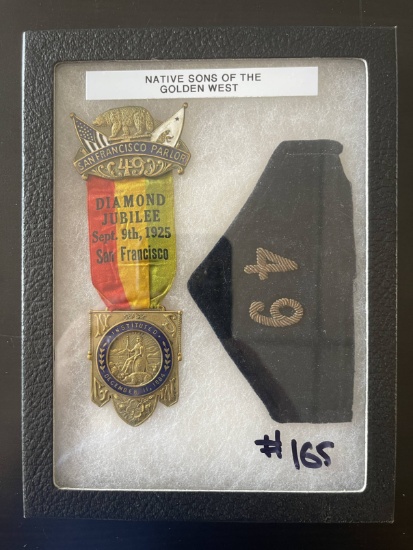 NATIVE SONS OF THE
GOLDEN WEST
SAN FRANCISCO PARLOR
49
DIAMOND
JUBILEE
Sept. 9th, 1925
San Francisco
INSTITUTED
DECEMBER
49
#165